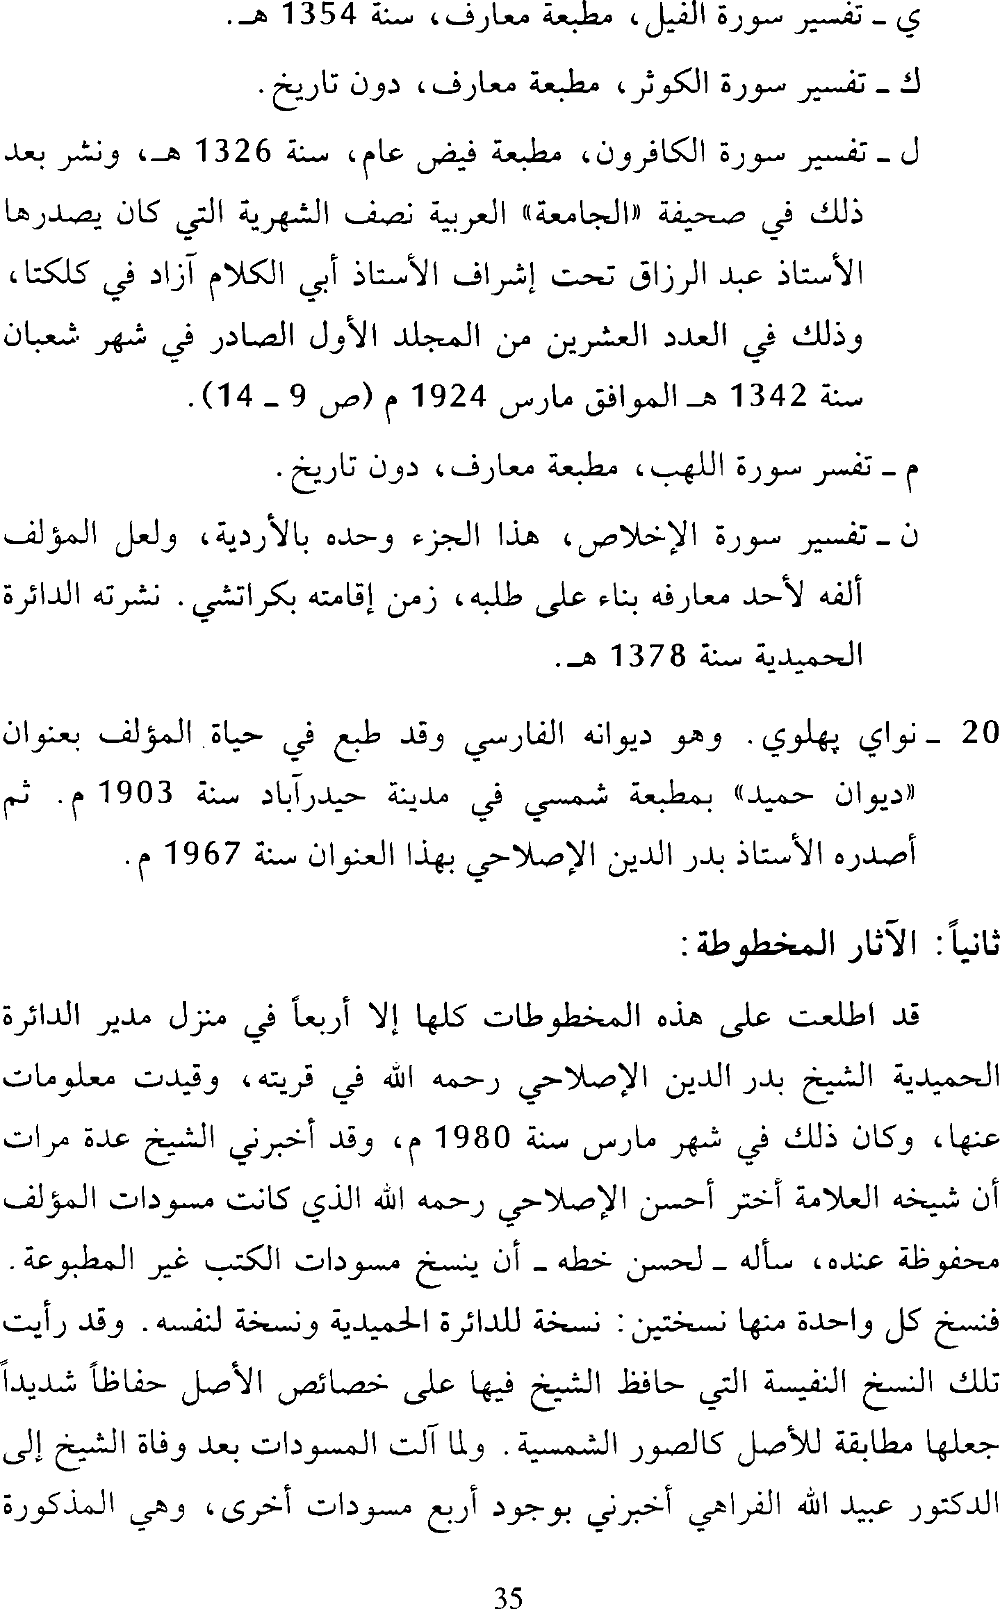 ي ـ تفسير سورة الفيل، مطبعة معارف، سنة 1354 هـ.
ك ـ تفسير سورة الكوثر، مطبعة معارف، دون تاريخ.
ل ـ تفسير سورة الكافرون، مطبعة فيض عام، سنة 1326 هـ، ونشر بعد
ذلك في صحيفة «الجامعة» العربية نصف الشهرية التي كان يصدرها
الأستاذ عبد الرزاق تحت إشراف الأستاذ أبي الكلام آزاد في كلكتا،
وذلك في العدد العشرين من المجلد الأول الصادر في شهر شعبان
سنة 1342 هـ الموافق مارس 1924 م (ص 9 ـ 14).
م ـ تفسر سورة اللهب، مطبعة معارف، دون تاريخ.
ن ـ تفسير سورة الإخلاص، هذا الجزء وحده بالأردية، ولعل المؤلف
ألفه لأحد معارفه بناء على طلبه، زمن إقامته بكراتشي. نشرته الدائرة
الحميدية سنة 1378 هـ.
20 ـ نواي پهلوي. وهو ديوانه الفارسي وقد طبع في حياة المؤلف بعنوان
«ديوان حميد» بمطبعة شمسي في مدينة حيدرآباد سنة 1903 م. ثم
أصدره الأستاذ بدر الدين الإصلاحي بهذا العنوان سنة 1967 م.
ثانياً: الآثار المخطوطة:
قد اطلعت على هذه المخطوطات كلها إلا أربعاً في منزل مدير الدائرة
الحميدية الشيخ بدر الدين الإصلاحي رحمه الله في قريته، وقيدت معلومات
عنها، وكان ذلك في شهر مارس سنة 1980 م، وقد أخبرني الشيخ عدة مرات
أن شيخه العلامة أختر أحسن الإصلاحي رحمه الله الذي كانت مسودات المؤلف
محفوظة عنده، سأله ـ لحسن خطه ـ أن ينسخ مسودات الكتب غير المطبوعة.
فنسخ كل واحدة منها نسختين: نسخة للدائرة الحميدية ونسخة لنفسه. وقد رأيت
تلك النسخ النفيسة التي حافظ الشيخ فيها على خصائص الأصل حفاظاً شديداً
جعلها مطابقة للأصل كالصور الشمسية. ولما آلت المسودات بعد وفاة الشيخ إلى
الدكتور عبيد الله الفراهي أخبرني بوجود أربع مسودات أخرى، وهي المذكورة
35